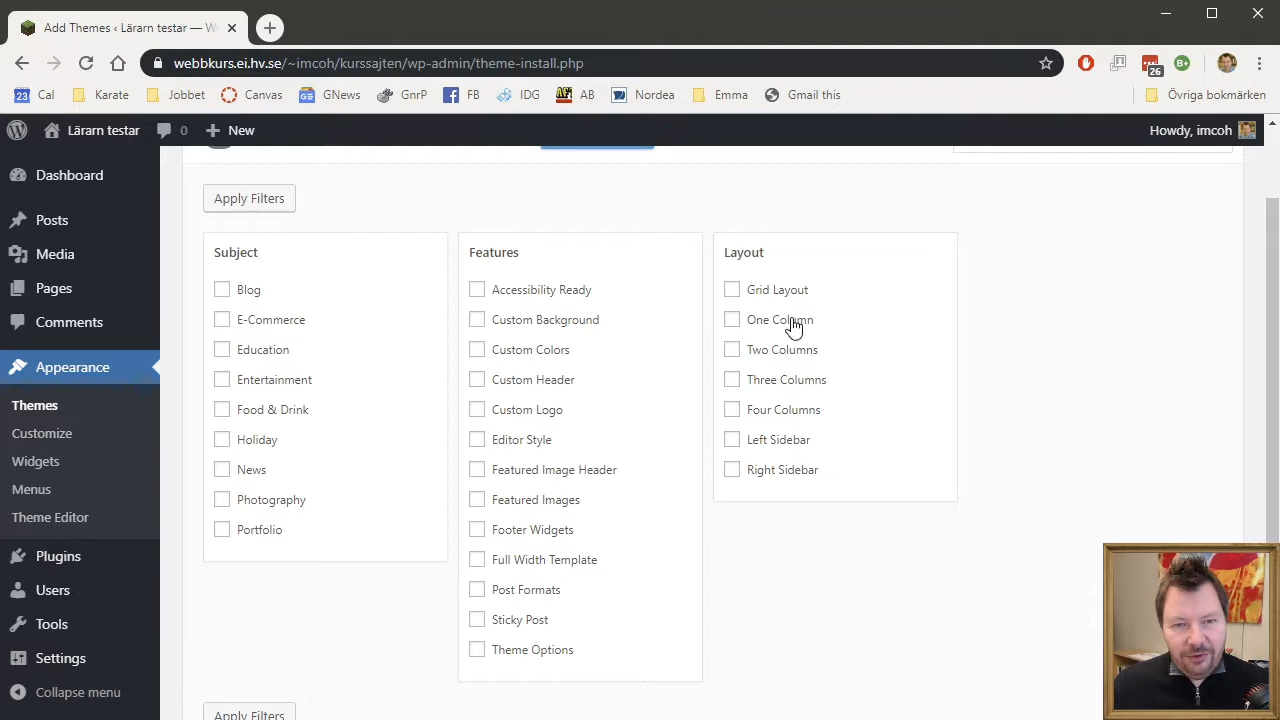 Add Themes ‹ Lärarn testar — W
webbkurs.ei.hv.se/~imcoh/kurssajten/wp-admin/theme-install.php
26
B+
23 Cal
Karate
Jobbet
Canvas
GNews
GnrP
FB
IDG
AB
Nordea
Emma
Gmail this
Övriga bokmärken
Lärarn testar
0
New
Howdy, imcoh
Dashboard
Posts
Media
Pages
Comments
Appearance
Themes
Customize
Widgets
Menus
Theme Editor
Plugins
Users
Tools
Settings
Collapse menu
Apply Filters
Subject
Blog
E-Commerce
Education
Entertainment
Food & Drink
Holiday
News
Photography
Portfolio
Features
Accessibility Ready
Custom Background
Custom Colors
Custom Header
Custom Logo
Editor Style
Featured Image Header
Featured Images
Footer Widgets
Full Width Template
Post Formats
Sticky Post
Theme Options
Layout
Grid Layout
One Column
Two Columns
Three Columns
Four Columns
Left Sidebar
Right Sidebar
Apply Filters